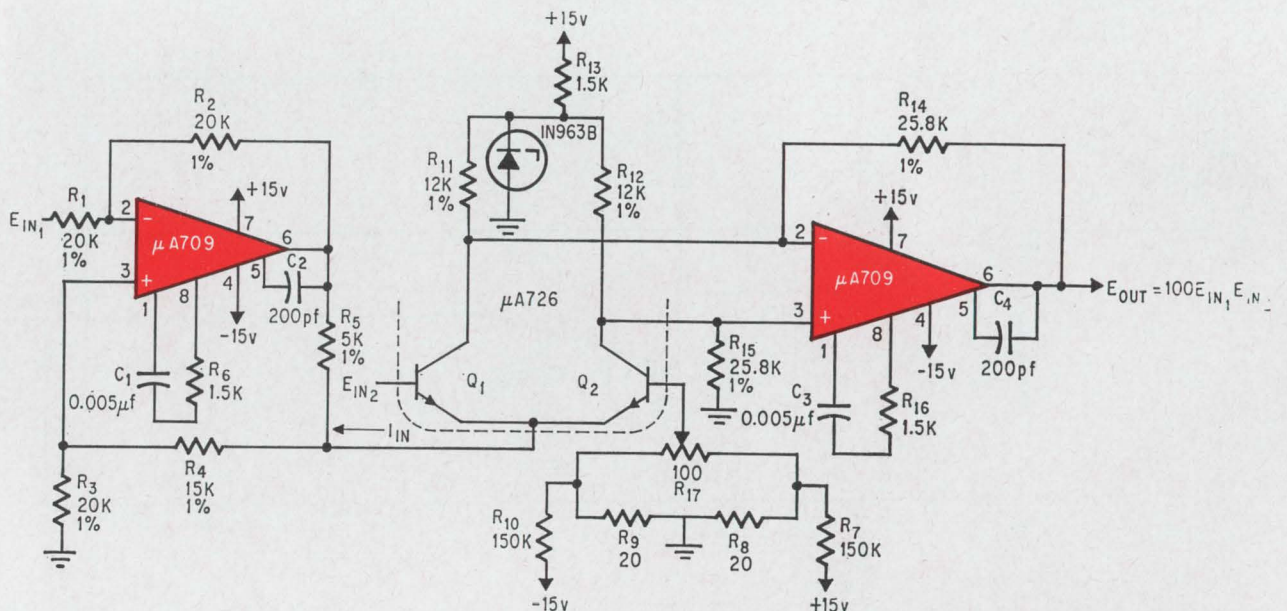 +15v
R13
1.5K
R2
20K
1%
IN963B
R14
25.8K
1%
R11
12K
1%
R12
12K
1%
R1
+15v
+15v
EIN1
2
−
7
20K
1%
μA709
6
3
+
5
C2
1
8
4
200pf
−15v
2
−
7
μA709
6
EOUT = 100EIN1 EIN
3
+
5
C4
1
8
4
200pf
−15v
μA726
R5
5K
1%
R15
25.8K
1%
C1
0.005μf
R6
1.5K
EIN2
Q1
Q2
C3
0.005μf
R16
1.5K
IIN
R4
15K
1%
R3
20K
1%
100
R17
R10
150K
R9
20
R8
20
R7
150K
−15v
+15v